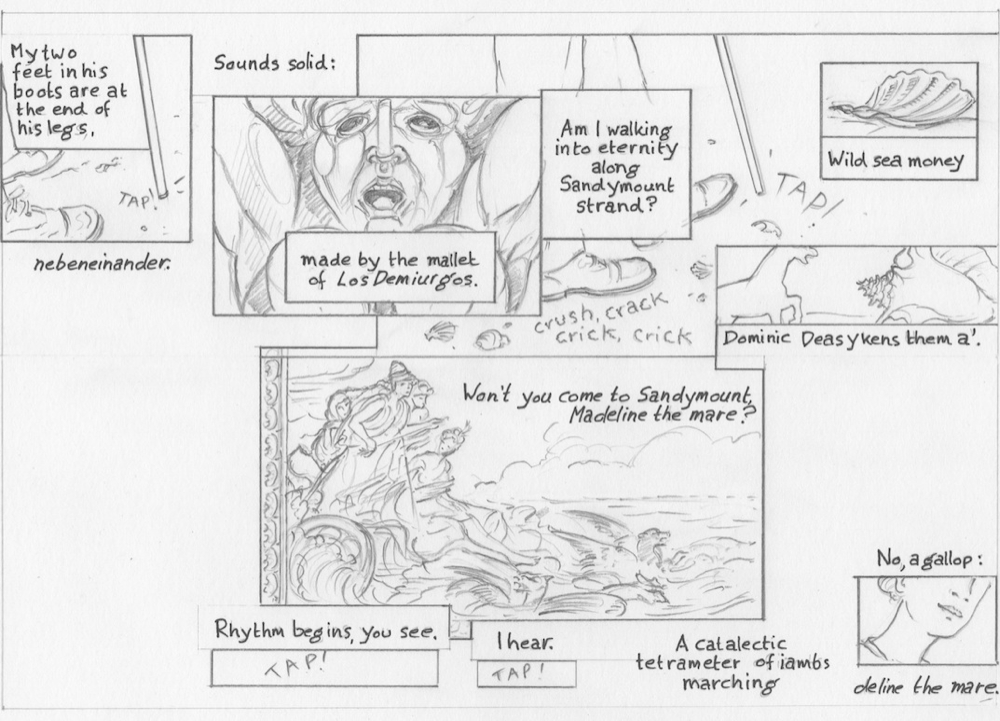 My two
feet in his
boots are at
the end of
his legs,
TAP!
nebeneinander.
Sounds solid:
made by the mallet
of Los Demiurgos.
Am I walking
into eternity
along
Sandymount
strand?
TAP!
crush, crack
crick, crick
Wild sea money
Dominic Deasy kens them a'.
Won't you come to Sandymount,
Madeline the mare?
Rhythm begins, you see.
TAP!
I hear.
TAP!
A catalectic
tetrameter of iambs
marching
No, a gallop:
deline the mare.